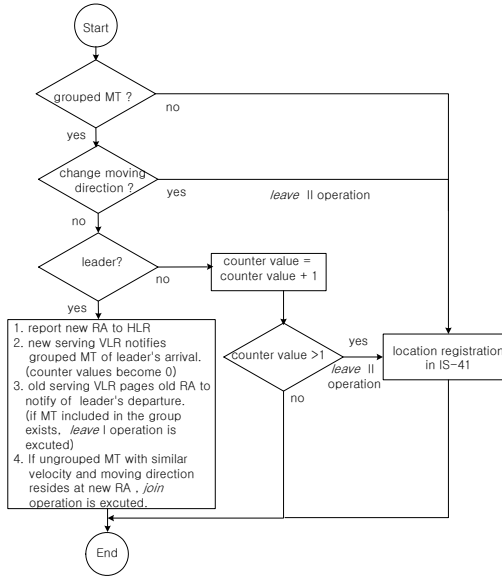 Start
grouped MT ?
no
yes
change moving
direction ?
yes
leave II operation
no
leader?
no
counter value =
counter value + 1
yes
1. report new RA to HLR
2. new serving VLR notifies
grouped MT of leader's arrival.
(counter values become 0)
3. old serving VLR pages old RA to
notify of leader's departure.
(if MT included in the group
exists, leave I operation is
excuted)
4. If ungrouped MT with similar
velocity and moving direction
resides at new RA , join
operation is excuted.
counter value >1
yes
leave II
operation
no
location registration
in IS-41
End